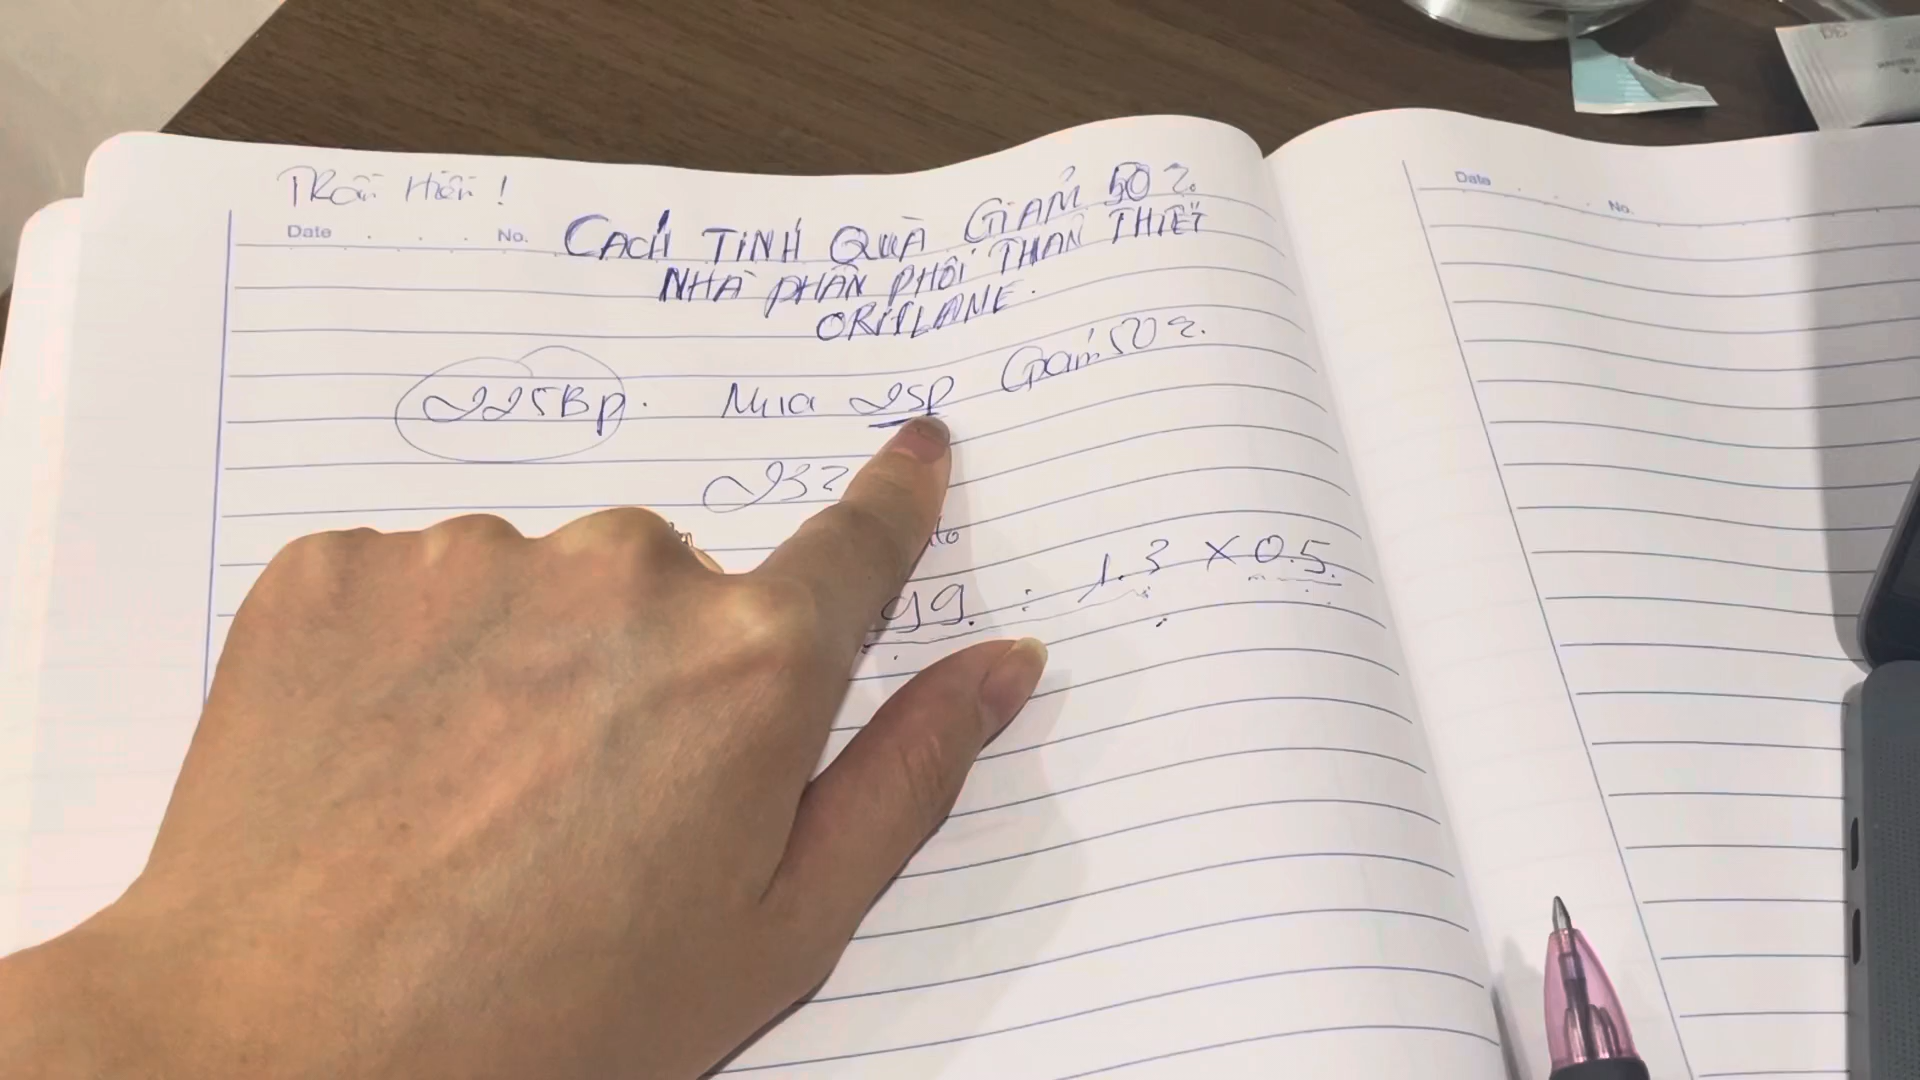 Trần Hiền !
Date No.
CÁCH TÍNH QUÀ GIẢM 50%
NHÀ PHÂN PHỐI THÂN THIẾT
ORIFLAME.
225Bp. Mua 2SP Giảm 50%.
99 : 1.3 x 0.5
Date No.